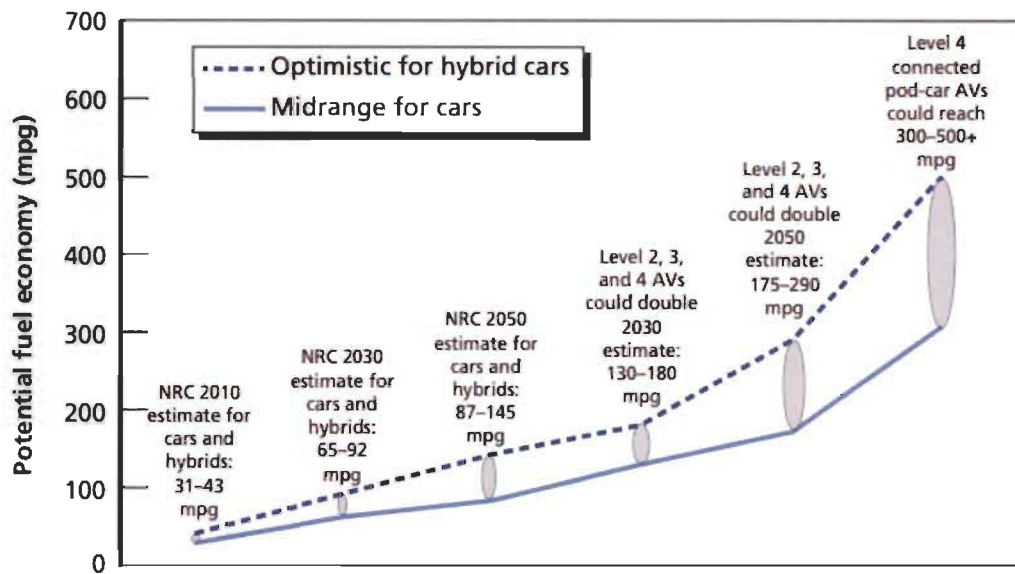 Potential fuel economy (mpg)
700
600
500
400
300
200
100
0
Optimistic for hybrid cars
Midrange for cars
NRC 2010
estimate for
cars and
hybrids:
31–43
mpg
NRC 2030
estimate for
cars and
hybrids:
65–92
mpg
NRC 2050
estimate for
cars and
hybrids:
87–145
mpg
Level 2, 3,
and 4 AVs
could double
2030
estimate:
130–180
mpg
Level 2, 3,
and 4 AVs
could double
2050
estimate:
175–290
mpg
Level 4
connected
pod-car AVs
could reach
300–500+
mpg